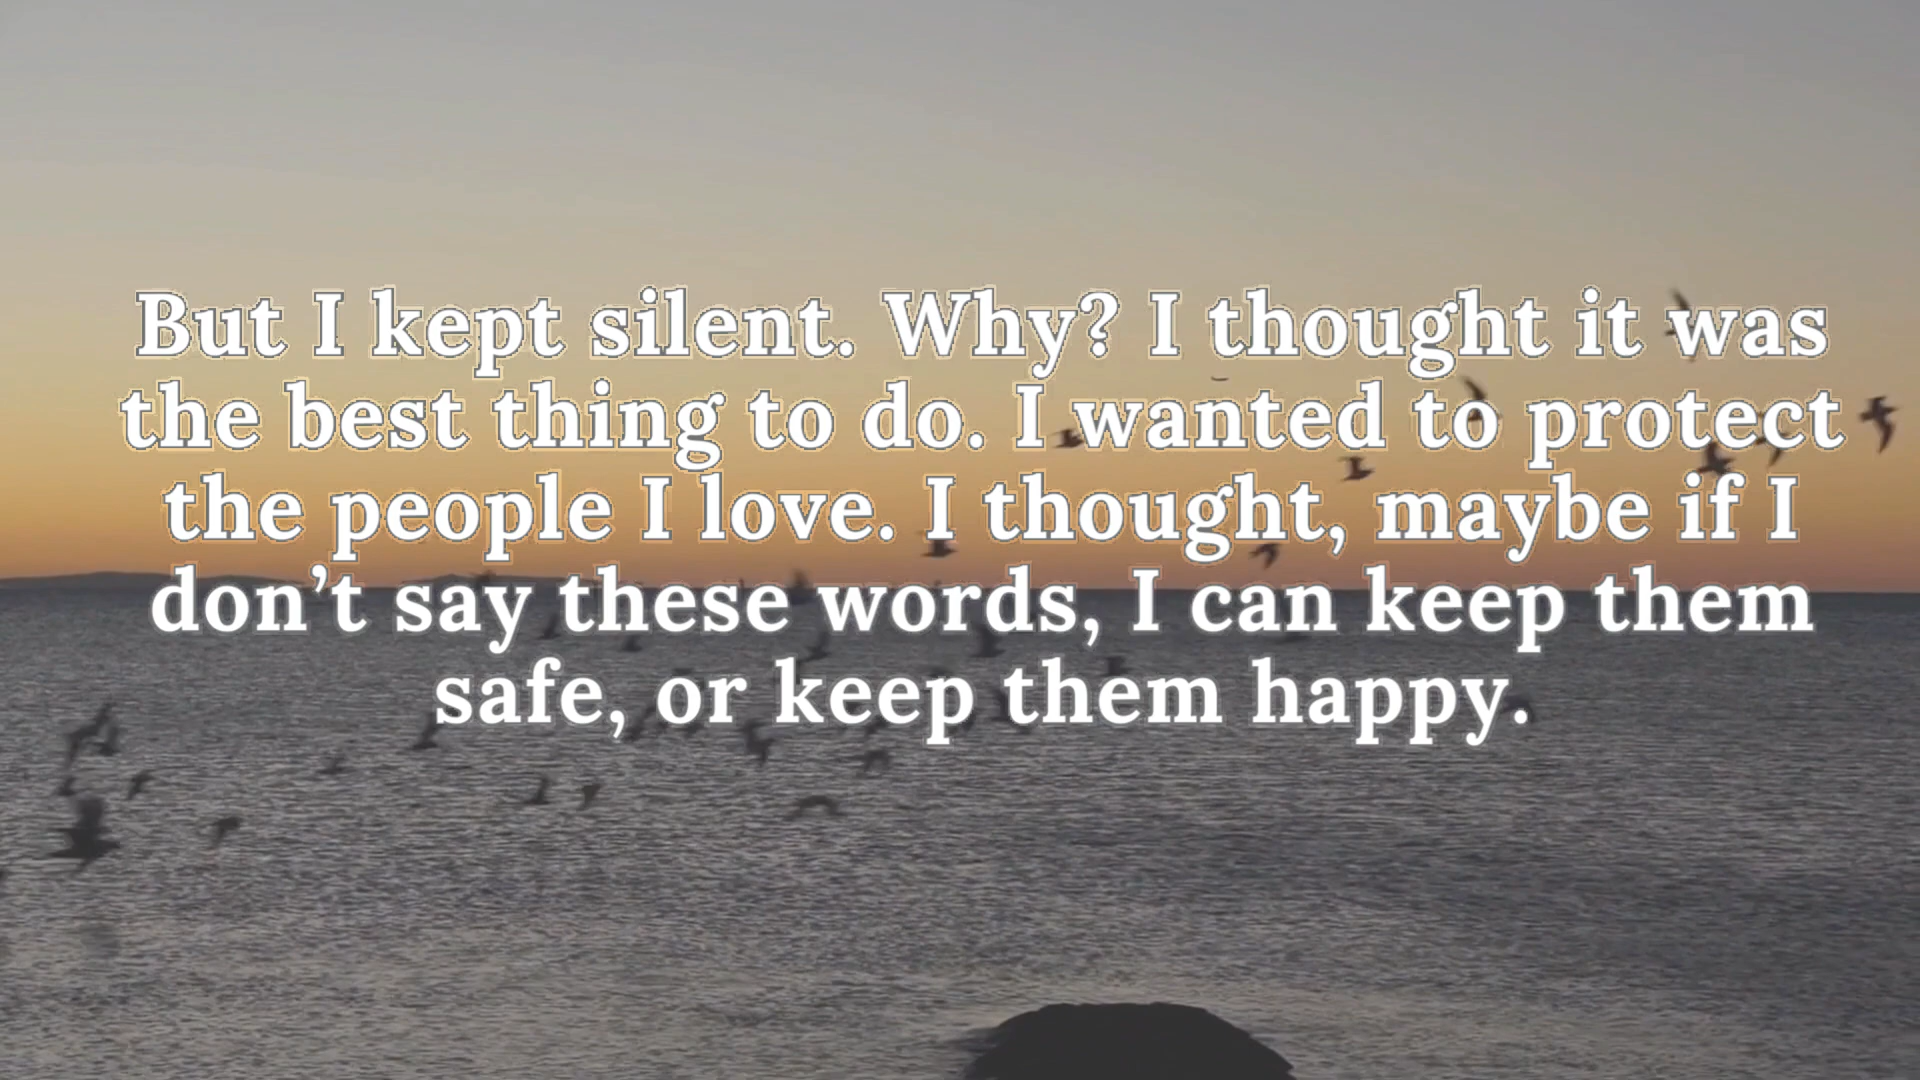 But I kept silent. Why? I thought it was
the best thing to do. I wanted to protect
the people I love. I thought, maybe if I
don’t say these words, I can keep them
safe, or keep them happy.